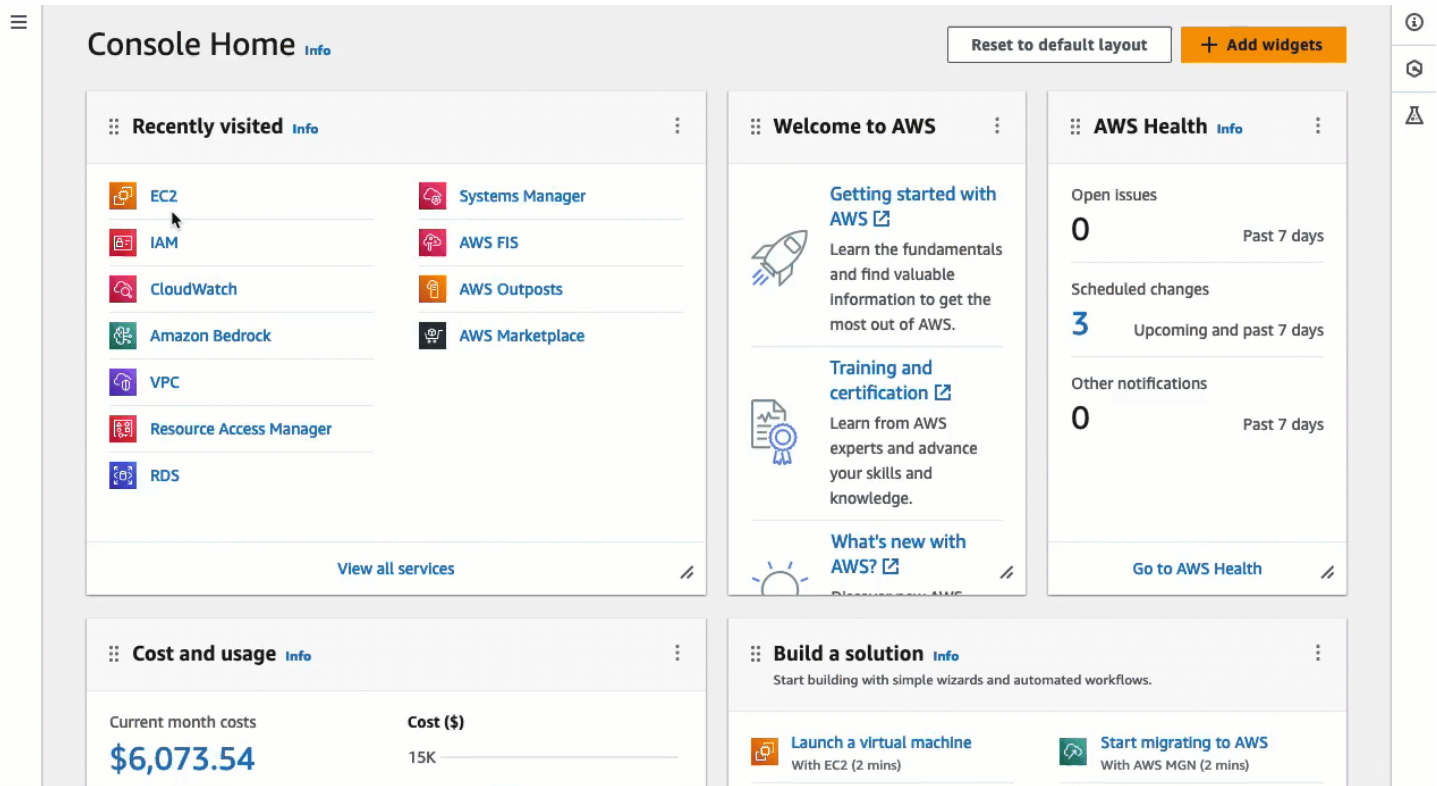 Console Home Info
Reset to default layout
Add widgets
Recently visited Info
EC2
IAM
CloudWatch
Amazon Bedrock
VPC
Resource Access Manager
RDS
Systems Manager
AWS FIS
AWS Outposts
AWS Marketplace
View all services
Welcome to AWS
Getting started with
AWS
Learn the fundamentals
and find valuable
information to get the
most out of AWS.
Training and
certification
Learn from AWS
experts and advance
your skills and
knowledge.
What's new with
AWS?
Discover new AWS
AWS Health Info
Open issues
0 Past 7 days
Scheduled changes
3 Upcoming and past 7 days
Other notifications
0 Past 7 days
Go to AWS Health
Cost and usage Info
Current month costs
$6,073.54
Cost ($)
15K
Build a solution Info
Start building with simple wizards and automated workflows.
Launch a virtual machine
With EC2 (2 mins)
Start migrating to AWS
With AWS MGN (2 mins)